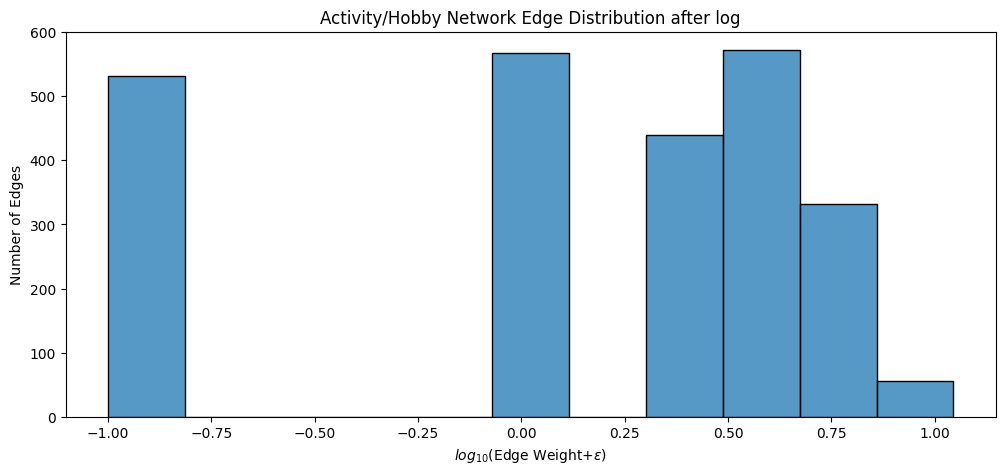 Activity/Hobby Network Edge Distribution after log
600
500
400
300
200
100
0
Number of Edges
−1.00 −0.75 −0.50 −0.25 0.00 0.25 0.50 0.75 1.00
log₁₀(Edge Weight+ε)